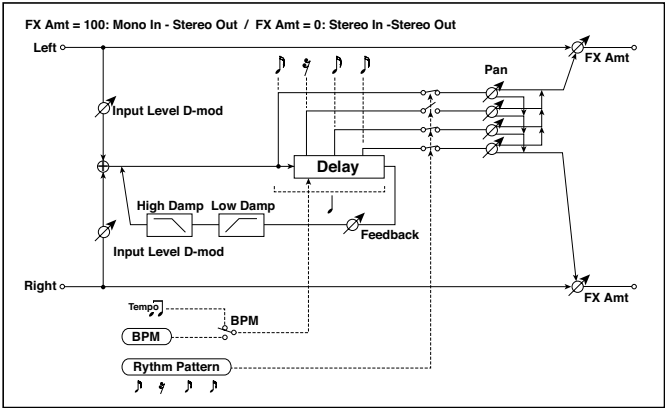 FX Amt = 100: Mono In - Stereo Out / FX Amt = 0: Stereo In -Stereo Out
Left
FX Amt
Pan
Input Level D-mod
Delay
High Damp
Low Damp
Feedback
Input Level D-mod
Right
FX Amt
Tempo
BPM
BPM
Rythm Pattern